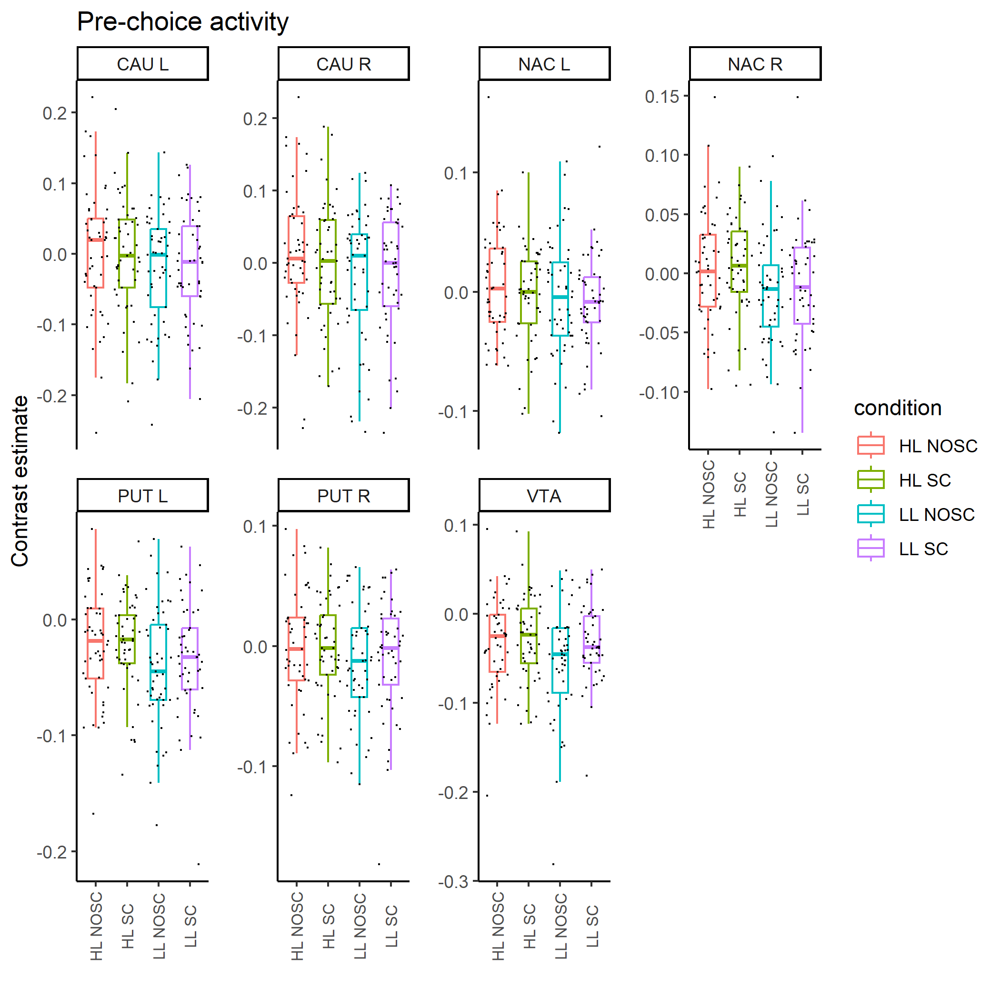 Pre-choice activity
CAU L
CAU R
NAC L
NAC R
0.2
0.1
0.0
-0.1
-0.2
0.2
0.1
0.0
-0.1
-0.2
0.1
0.0
-0.1
0.15
0.10
0.05
0.00
-0.05
-0.10
HL NOSC
HL SC
LL NOSC
LL SC
Contrast estimate
PUT L
PUT R
VTA
0.1
0.0
-0.1
-0.2
0.1
0.0
-0.1
0.0
-0.1
-0.2
-0.3
0.1
HL NOSC
HL SC
LL NOSC
LL SC
HL NOSC
HL SC
LL NOSC
LL SC
HL NOSC
HL SC
LL NOSC
LL SC
condition
HL NOSC
HL SC
LL NOSC
LL SC